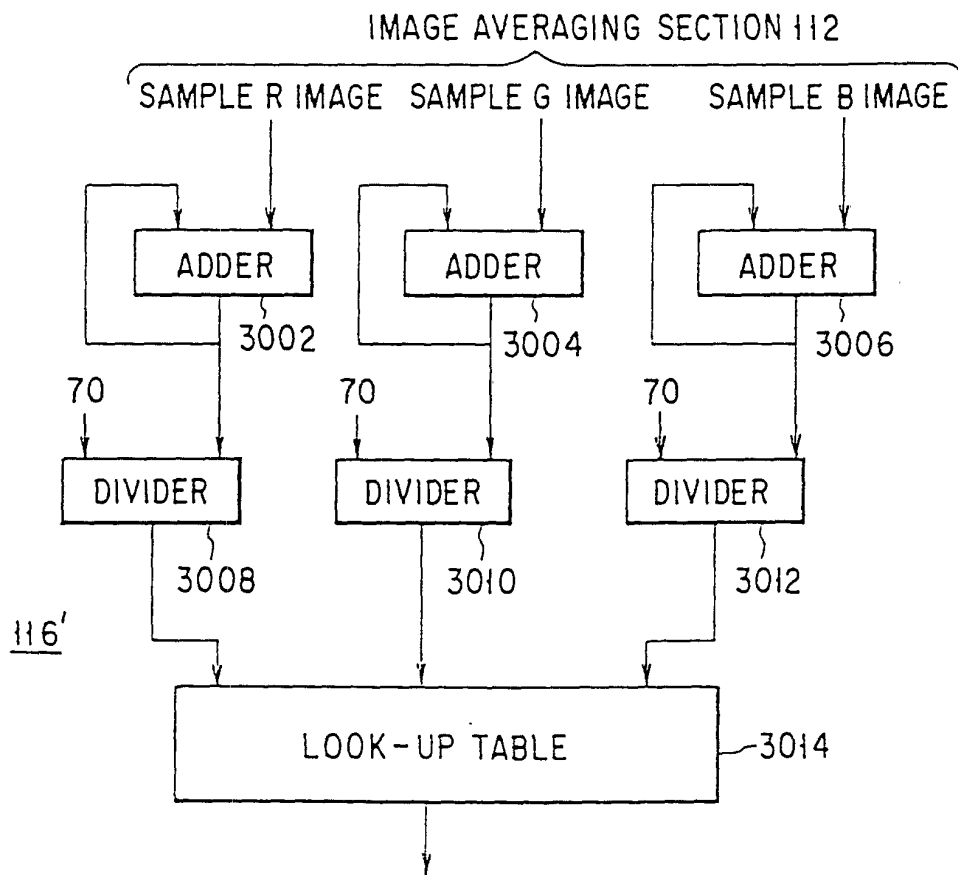 IMAGE AVERAGING SECTION 112
SAMPLE R IMAGE SAMPLE G IMAGE SAMPLE B IMAGE
ADDER ADDER ADDER
3002 3004 3006
70 70 70
DIVIDER DIVIDER DIVIDER
3008 3010 3012
116'
LOOK-UP TABLE 3014